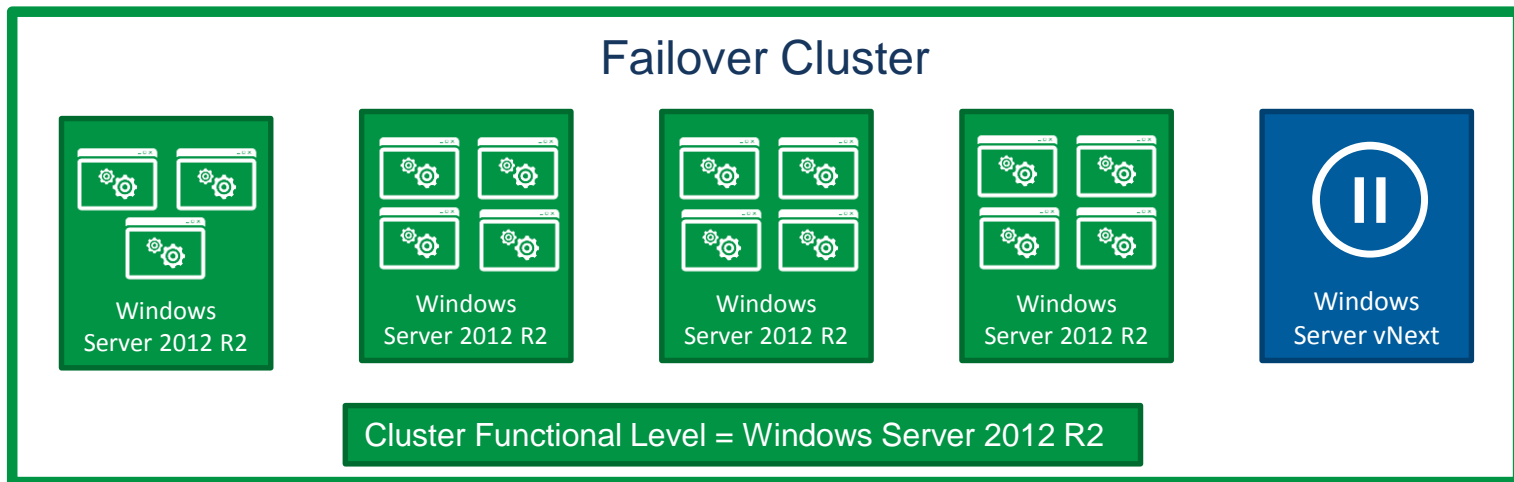 Failover Cluster
Windows
Server 2012 R2
Windows
Server 2012 R2
Windows
Server 2012 R2
Windows
Server 2012 R2
Windows
Server vNext
Cluster Functional Level = Windows Server 2012 R2